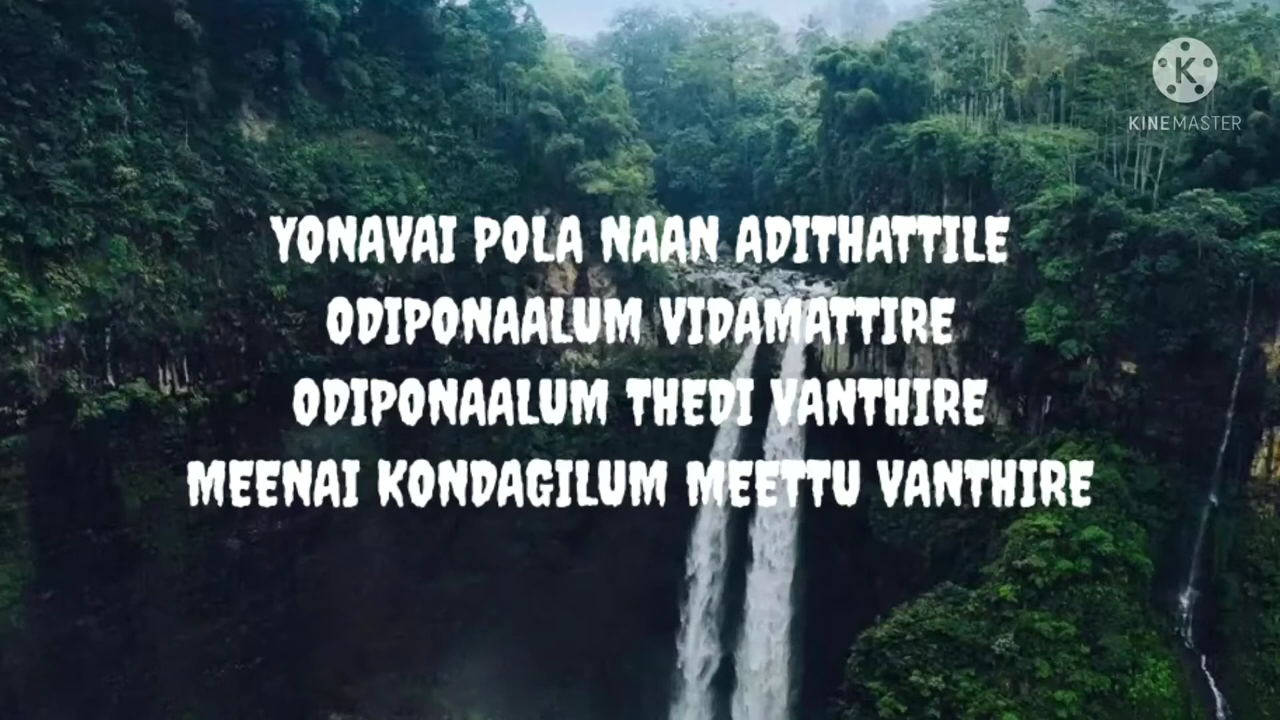 KINEMASTER
YONAVAI POLA NAAN ADITHATTILE
ODIPONAALUM VIDAMATTIRE
ODIPONAALUM THEDI VANTHIRE
MEENAI KONDAGILUM MEETTU VANTHIRE